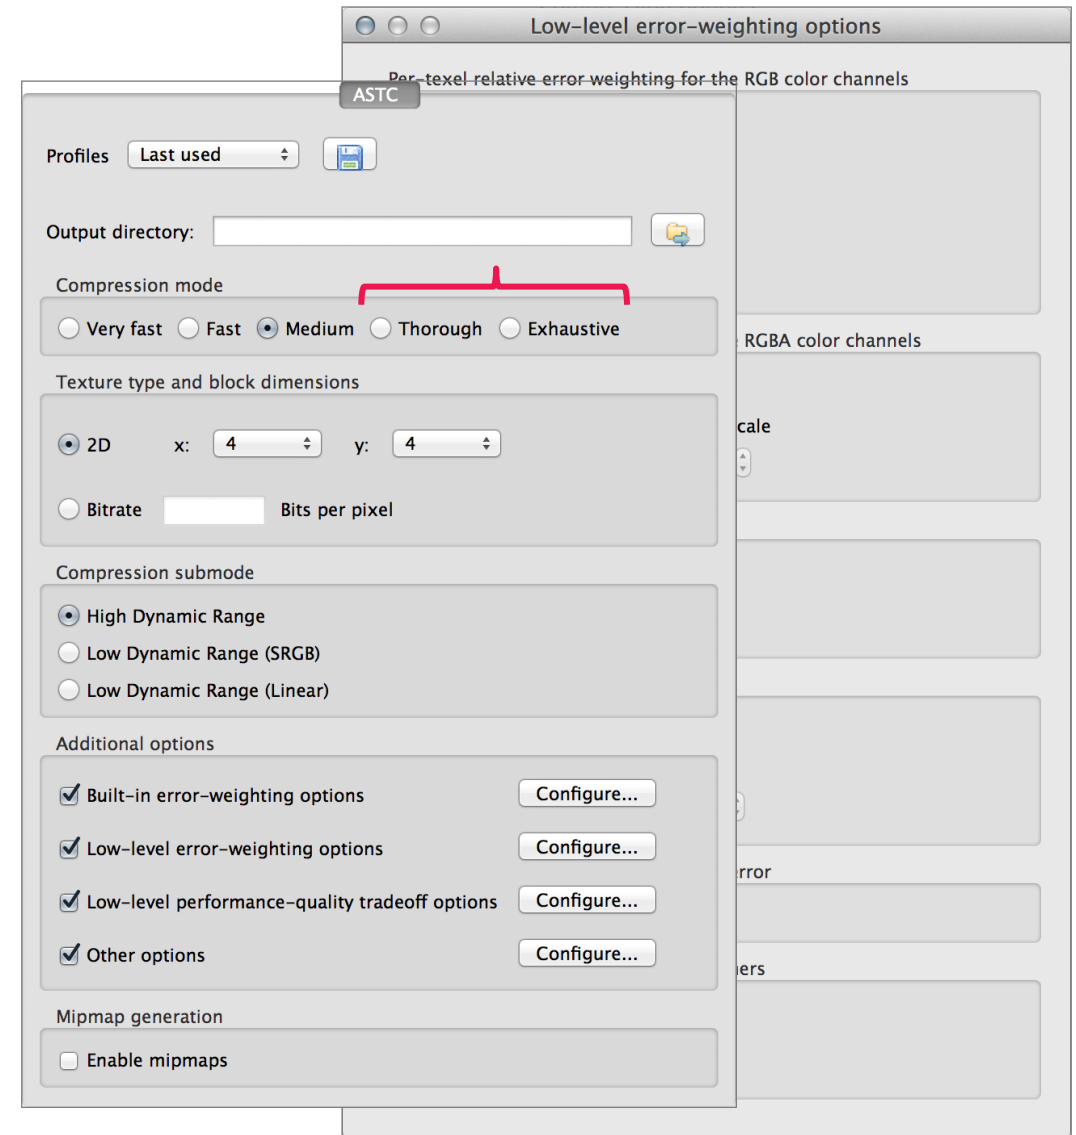 Low-level error-weighting options
Per-texel relative error weighting for the RGB color channels
ASTC
Profiles Last used
Output directory:
Compression mode
Very fast Fast Medium Thorough Exhaustive
RGBA color channels
Texture type and block dimensions
2D x: 4 y: 4
cale
Bitrate Bits per pixel
Compression submode
High Dynamic Range
Low Dynamic Range (SRGB)
Low Dynamic Range (Linear)
Additional options
Built-in error-weighting options Configure...
Low-level error-weighting options Configure...
rror
Low-level performance-quality tradeoff options Configure...
Other options Configure...
ers
Mipmap generation
Enable mipmaps